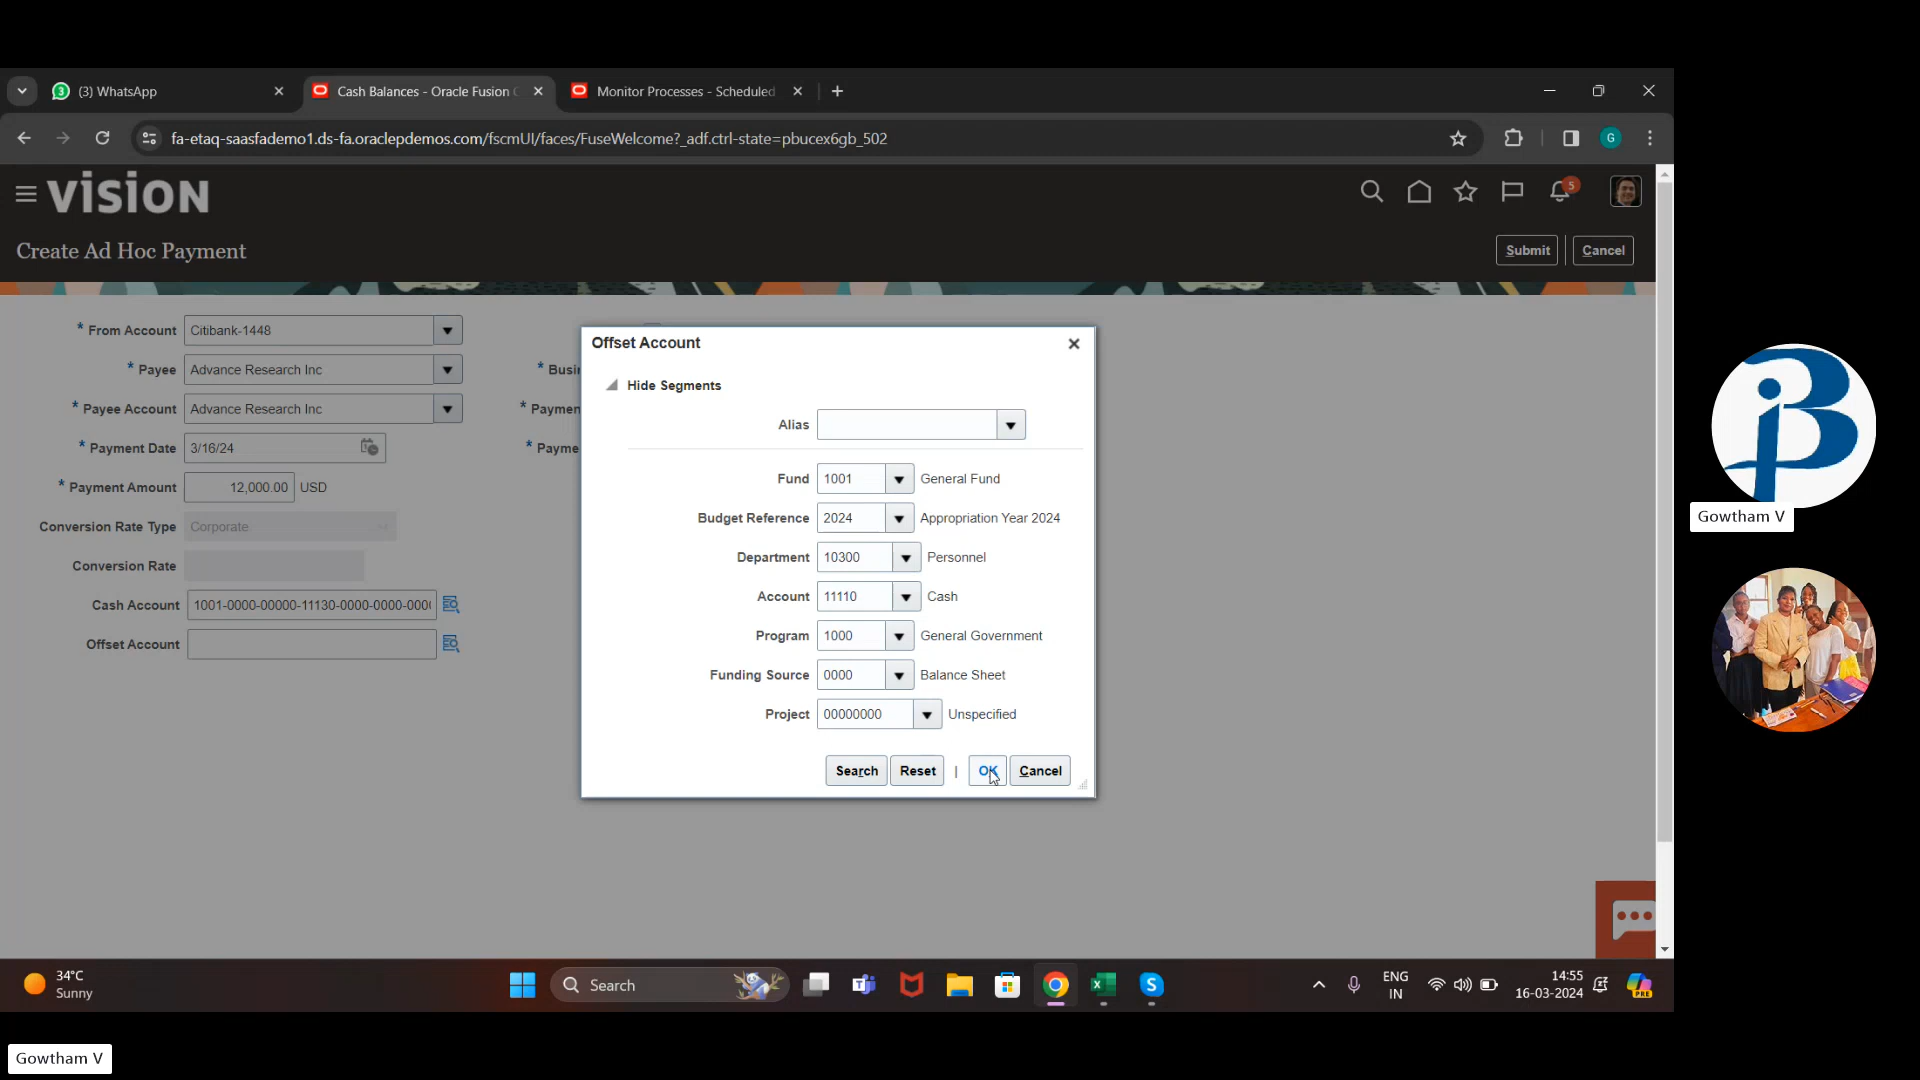 (3) WhatsApp
Cash Balances - Oracle Fusion C
Monitor Processes - Scheduled
fa-etaq-saasfademo1.ds-fa.oraclepdemos.com/fscmUI/faces/FuseWelcome?_adf.ctrl-state=pbucex6gb_502
G
VISION
5
Create Ad Hoc Payment
Submit
Cancel
* From Account Citibank-1448
* Payee Advance Research Inc
* Busi
* Payee Account Advance Research Inc
* Payment
* Payment Date 3/16/24
* Payme
* Payment Amount 12,000.00 USD
Conversion Rate Type Corporate
Conversion Rate
Cash Account 1001-0000-00000-11130-0000-0000-000
Offset Account
Offset Account
Hide Segments
Alias
Fund 1001 General Fund
Budget Reference 2024 Appropriation Year 2024
Department 10300 Personnel
Account 11110 Cash
Program 1000 General Government
Funding Source 0000 Balance Sheet
Project 00000000 Unspecified
Search Reset | OK Cancel
Gowtham V
34°C
Sunny
Search
ENG
IN
14:55
16-03-2024
PRE
Gowtham V